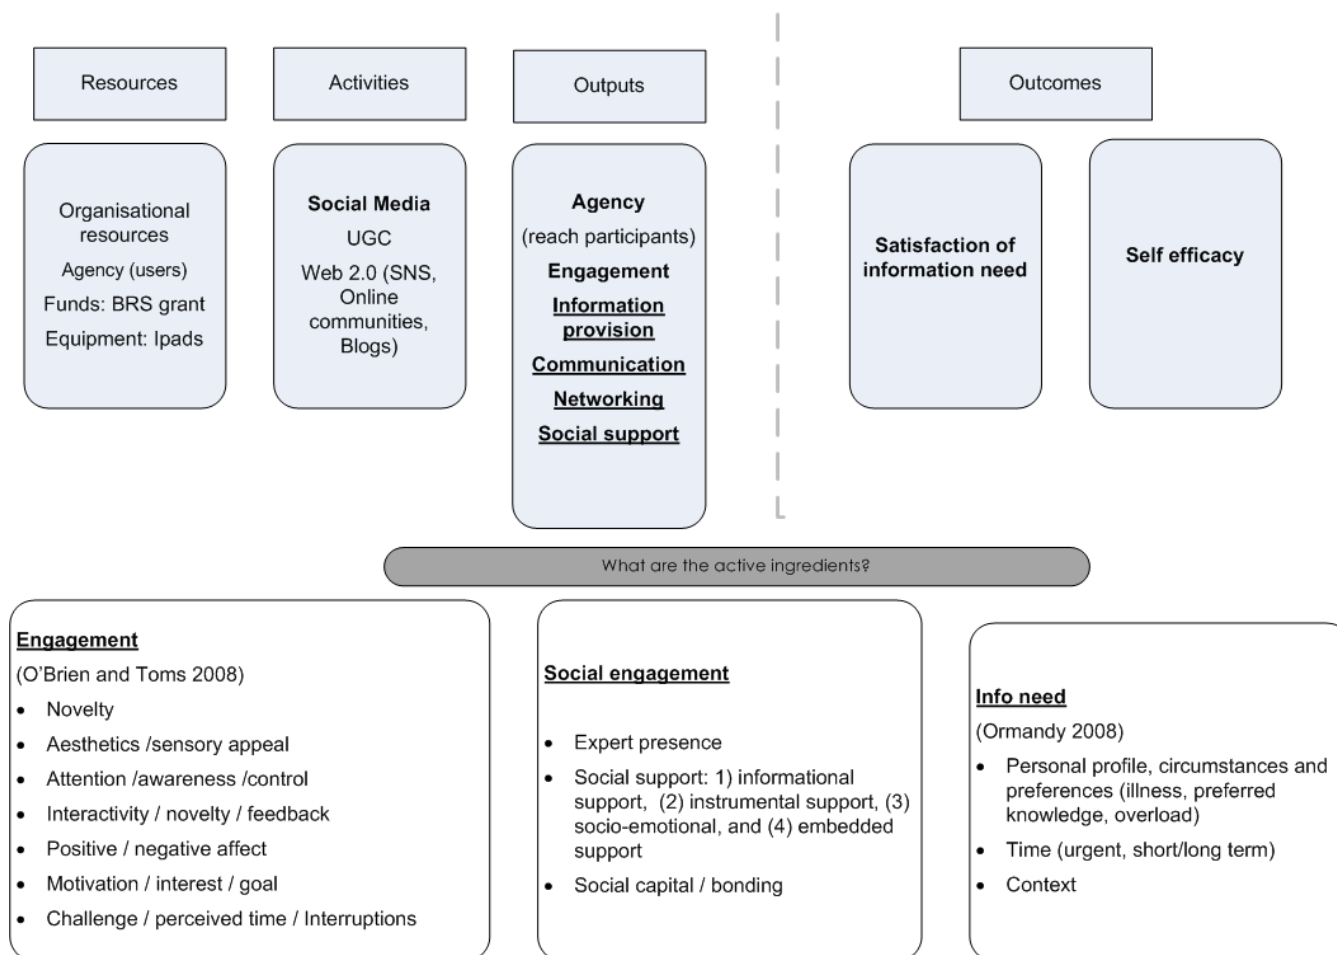 Resources
Activities
Outputs
Outcomes
Organisational
resources
Agency (users)
Funds: BRS grant
Equipment: Ipads
Social Media
UGC
Web 2.0 (SNS,
Online
communities,
Blogs)
Agency
(reach participants)
Engagement
Information
provision
Communication
Networking
Social support
Satisfaction of
information need
Self efficacy
What are the active ingredients?
Engagement
(O'Brien and Toms 2008)
• Novelty
• Aesthetics /sensory appeal
• Attention /awareness /control
• Interactivity / novelty / feedback
• Positive / negative affect
• Motivation / interest / goal
• Challenge / perceived time / Interruptions
Social engagement
• Expert presence
• Social support: 1) informational
support, (2) instrumental support, (3)
socio-emotional, and (4) embedded
support
• Social capital / bonding
Info need
(Ormandy 2008)
• Personal profile, circumstances and
preferences (illness, preferred
knowledge, overload)
• Time (urgent, short/long term)
• Context